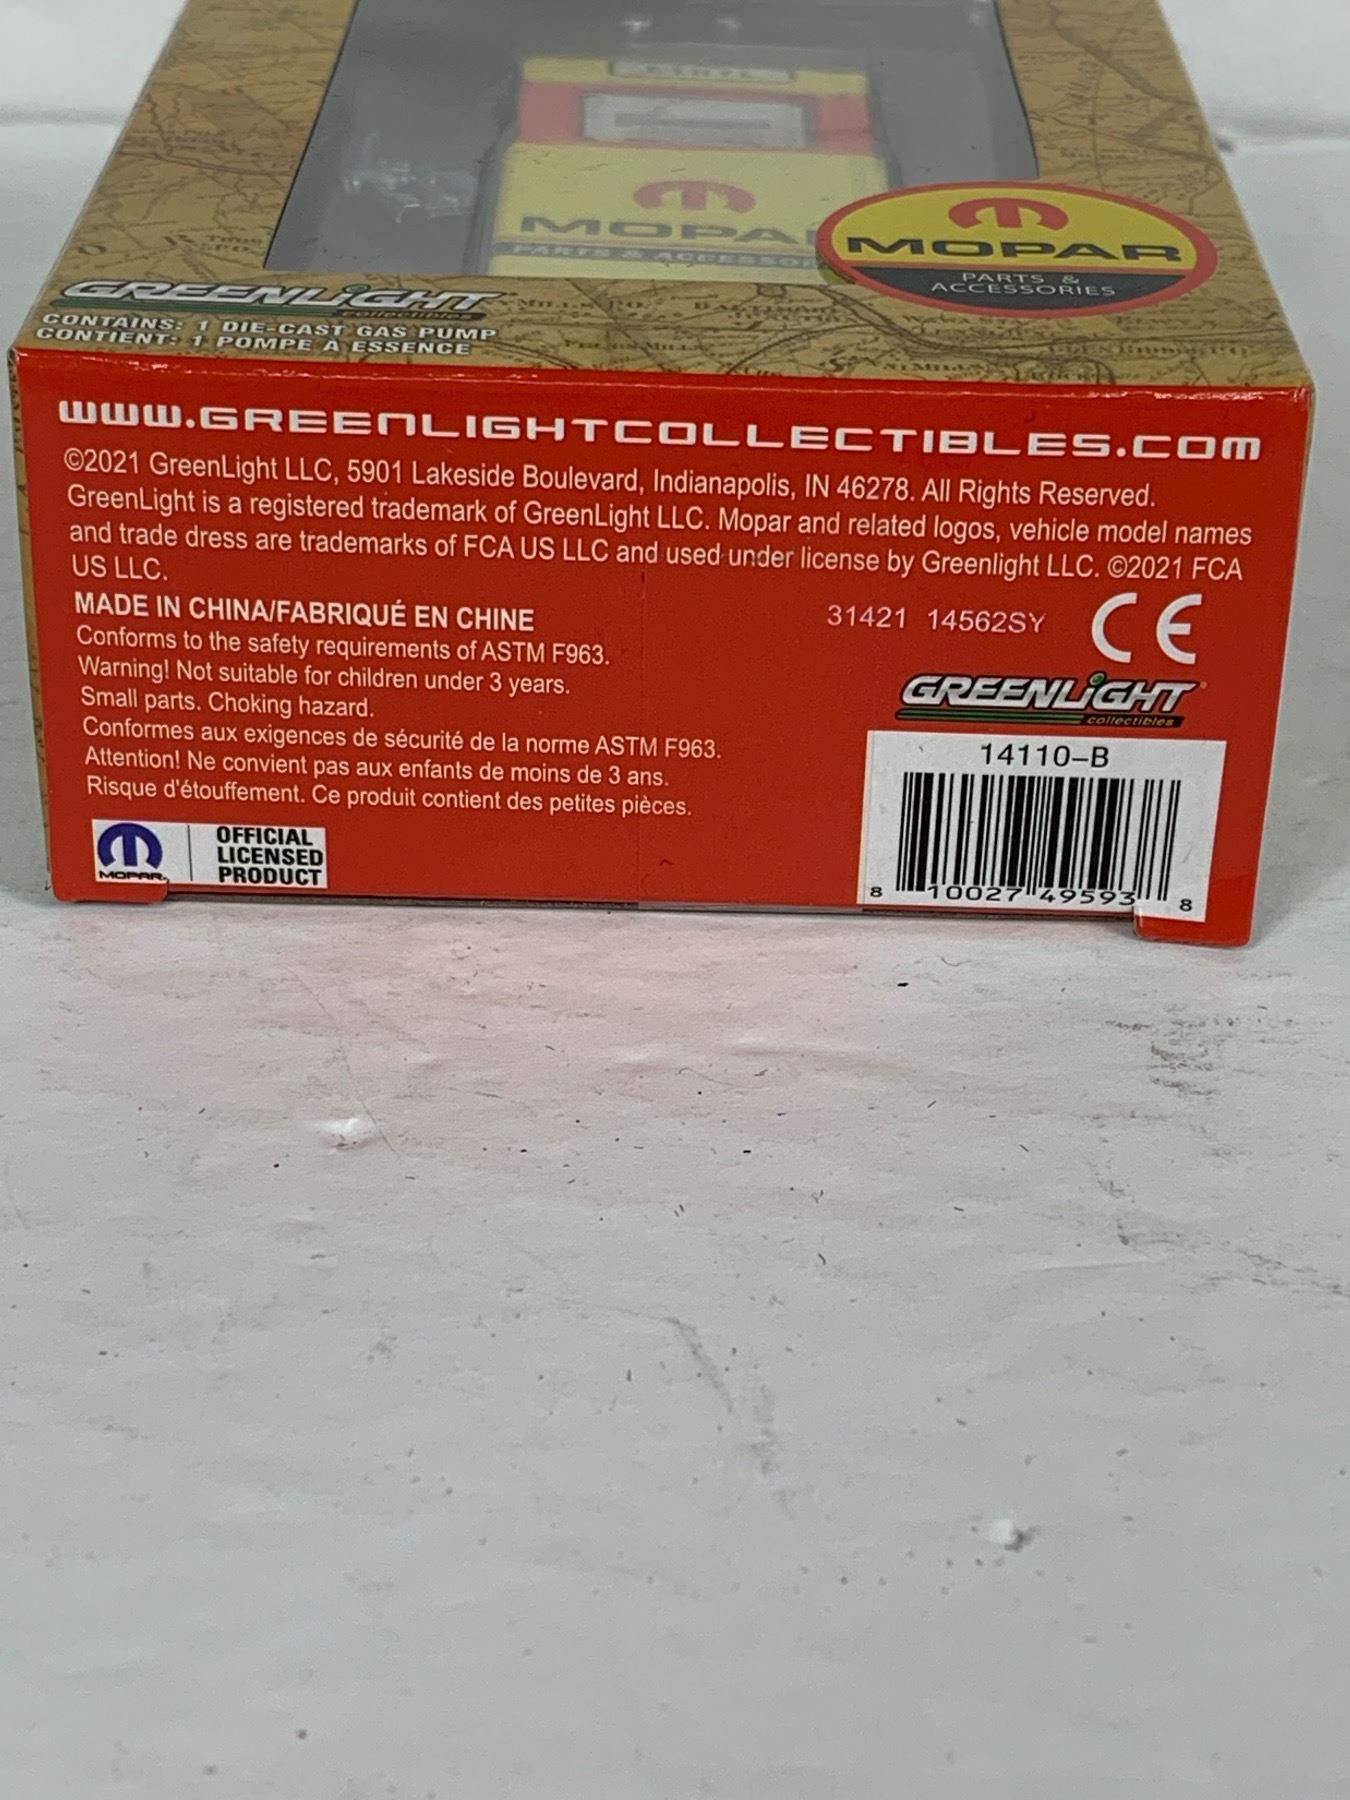 MOPAR
PARTS &
ACCESSORIES
GREENLIGHT
collectibles
CONTAINS: 1 DIE-CAST GAS PUMP
CONTIENT: 1 POMPE À ESSENCE
www.GREENLIGHTCOLLECTIBLES.com
©2021 GreenLight LLC, 5901 Lakeside Boulevard, Indianapolis, IN 46278. All Rights Reserved.
GreenLight is a registered trademark of GreenLight LLC. Mopar and related logos, vehicle model names
and trade dress are trademarks of FCA US LLC and used under license by Greenlight LLC. ©2021 FCA
US LLC.
MADE IN CHINA/FABRIQUÉ EN CHINE
Conforms to the safety requirements of ASTM F963.
Warning! Not suitable for children under 3 years.
Small parts. Choking hazard.
Conformes aux exigences de sécurité de la norme ASTM F963.
Attention! Ne convient pas aux enfants de moins de 3 ans.
Risque d'étouffement. Ce produit contient des petites pièces.
MOPAR
OFFICIAL
LICENSED
PRODUCT
31421 14562SY CE
GREENLIGHT
collectibles
14110-B
8 10027 49593 8